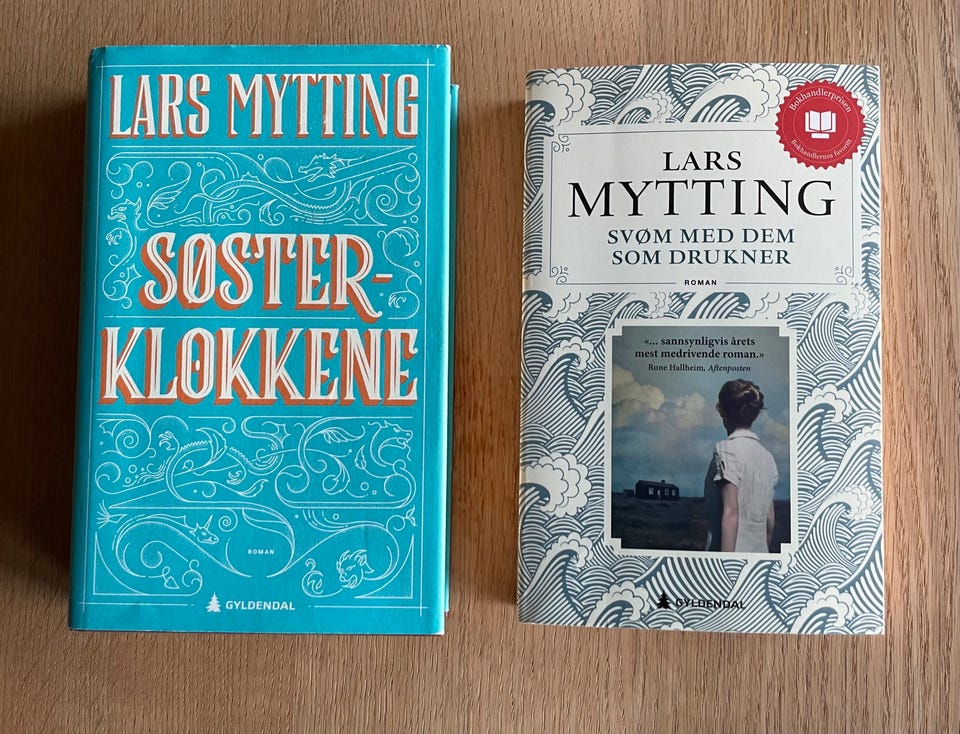 LARS MYTTING
SØSTER-
KLOKKENE
ROMAN
GYLDENDAL
Bokhandlerprisen
Bokhandlernes favoritt
LARS
MYTTING
SVØM MED DEM
SOM DRUKNER
ROMAN
«... sannsynligvis årets
mest medrivende roman.»
Rune Hallheim, Aftenposten
GYLDENDAL